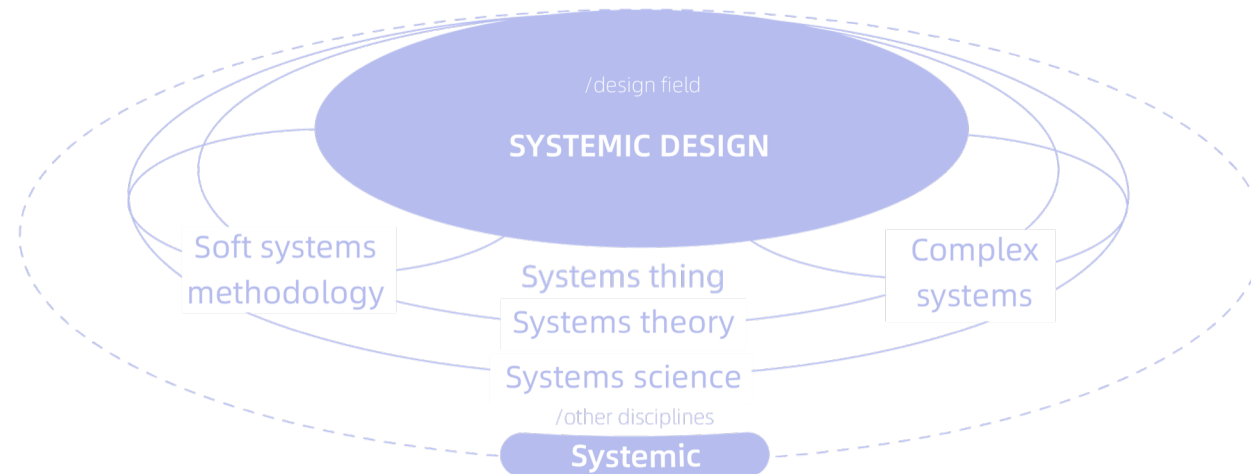 /design field
SYSTEMIC DESIGN
Soft systems
methodology
Complex
systems
Systems thing
Systems theory
Systems science
/other disciplines
Systemic